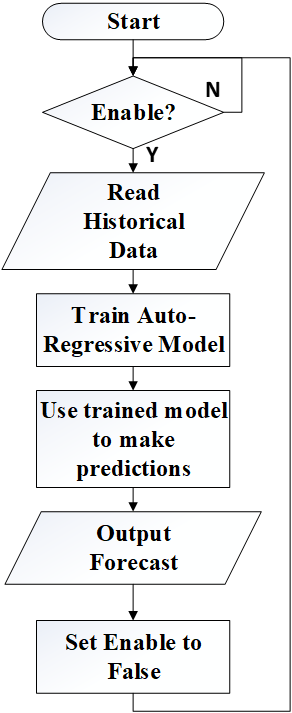 Start
Enable?
N
Y
Read
Historical
Data
Train Auto-
Regressive Model
Use trained model
to make
predictions
Output
Forecast
Set Enable to
False